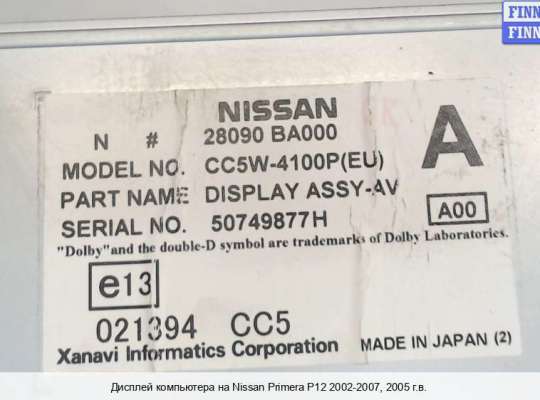 FINN
FINN
NISSAN
N # 28090 BA000
A
MODEL NO. CC5W-4100P(EU)
PART NAME DISPLAY ASSY-AV
SERIAL NO. 50749877H
A00
"Dolby"and the double-D symbol are trademarks of Dolby Laboratories.
e13
021394 CC5
Xanavi Informatics Corporation
MADE IN JAPAN (2)
Дисплей компьютера на Nissan Primera P12 2002-2007, 2005 г.в.